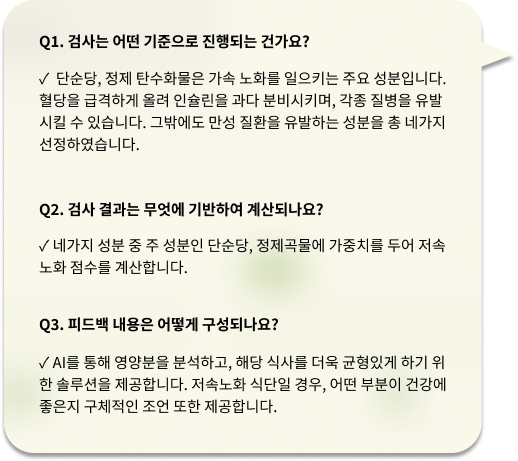 Q1. 검사는 어떤 기준으로 진행되는 건가요?
✓ 단순당, 정제 탄수화물은 가속 노화를 일으키는 주요 성분입니다.
혈당을 급격하게 올려 인슐린을 과다 분비시키며, 각종 질병을 유발
시킬 수 있습니다. 그밖에도 만성 질환을 유발하는 성분을 총 네가지
선정하였습니다.
Q2. 검사 결과는 무엇에 기반하여 계산되나요?
✓ 네가지 성분 중 주 성분인 단순당, 정제곡물에 가중치를 두어 저속
노화 점수를 계산합니다.
Q3. 피드백 내용은 어떻게 구성되나요?
✓ AI를 통해 영양분을 분석하고, 해당 식사를 더욱 균형있게 하기 위
한 솔루션을 제공합니다. 저속노화 식단일 경우, 어떤 부분이 건강에
좋은지 구체적인 조언 또한 제공합니다.